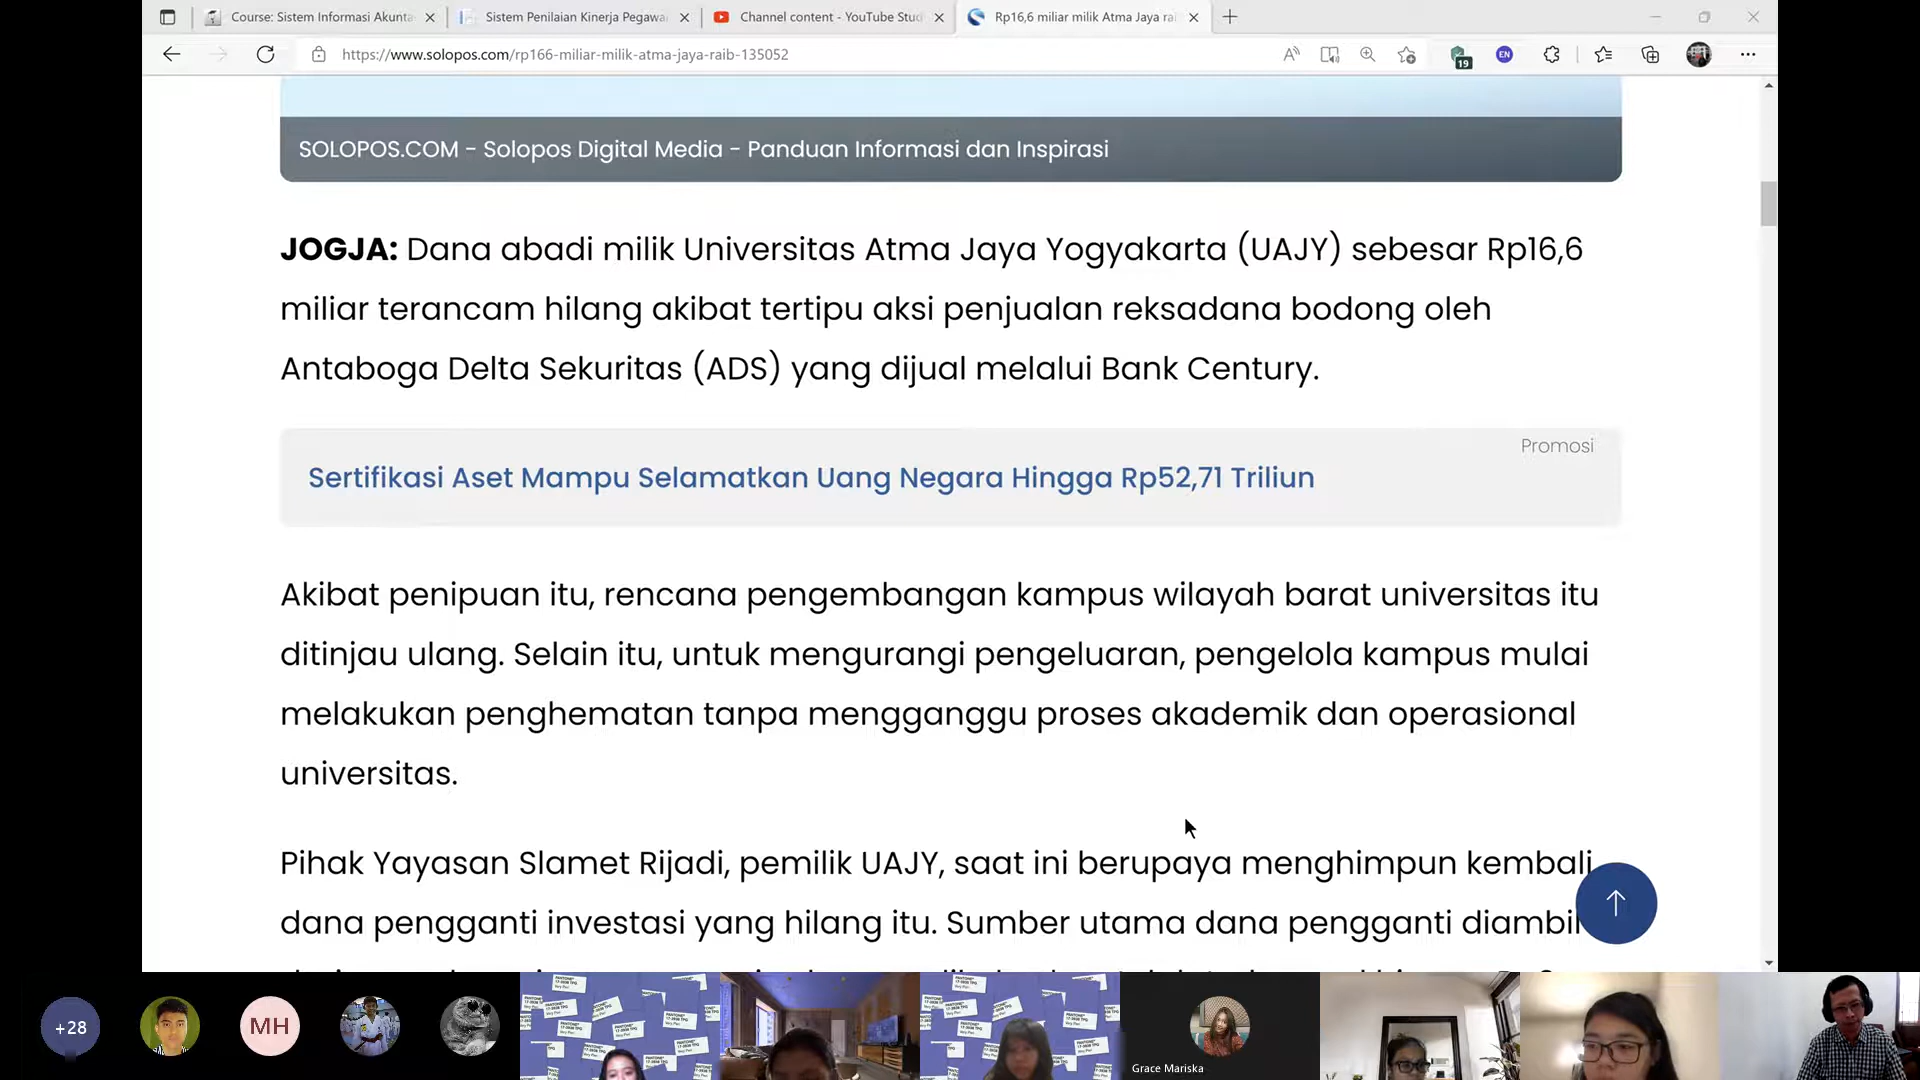 Course: Sistem Informasi Akunta
Sistem Penilaian Kinerja Pegawa
Channel content - YouTube Stud
Rp16,6 miliar milik Atma Jaya rai
https://www.solopos.com/rp166-miliar-milik-atma-jaya-raib-135052
19
EN
SOLOPOS.COM - Solopos Digital Media - Panduan Informasi dan Inspirasi
JOGJA: Dana abadi milik Universitas Atma Jaya Yogyakarta (UAJY) sebesar Rp16,6
miliar terancam hilang akibat tertipu aksi penjualan reksadana bodong oleh
Antaboga Delta Sekuritas (ADS) yang dijual melalui Bank Century.
Promosi
Sertifikasi Aset Mampu Selamatkan Uang Negara Hingga Rp52,71 Triliun
Akibat penipuan itu, rencana pengembangan kampus wilayah barat universitas itu
ditinjau ulang. Selain itu, untuk mengurangi pengeluaran, pengelola kampus mulai
melakukan penghematan tanpa mengganggu proses akademik dan operasional
universitas.
Pihak Yayasan Slamet Rijadi, pemilik UAJY, saat ini berupaya menghimpun kembali
dana pengganti investasi yang hilang itu. Sumber utama dana pengganti diambil
+28
MH
Grace Mariska